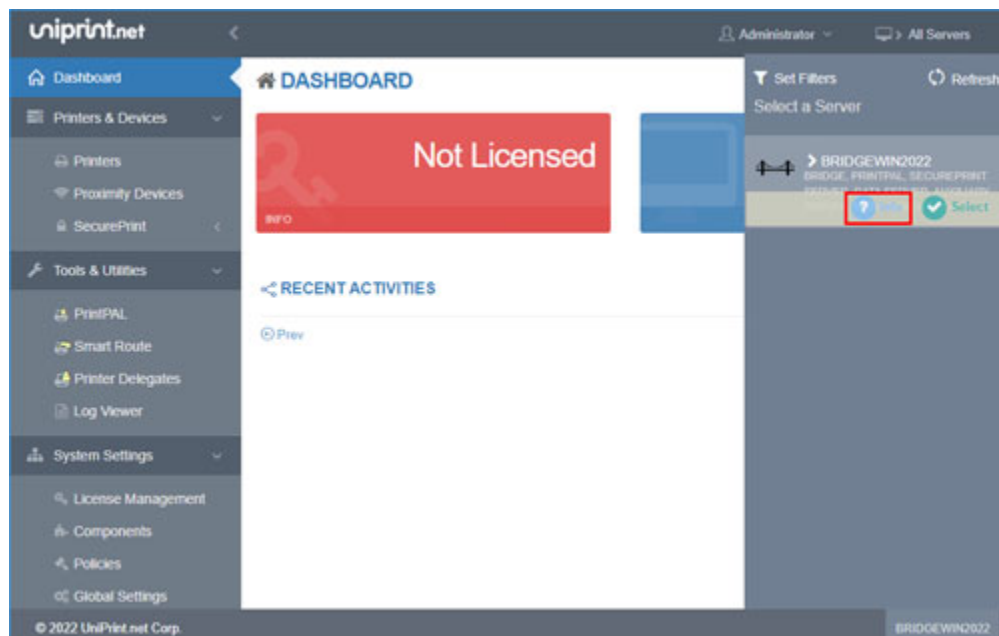 uniprint.net
Administrator
> All Servers
Dashboard
DASHBOARD
Set Filters
Refresh
Select a Server
Printers & Devices
Not Licensed
INFO
BRIDGEWIN2022
BRIDGE, PRINTPAL, SECUREPRINT
Info
Select
Printers
Proximity Devices
SecurePrint
Tools & Utilities
RECENT ACTIVITIES
Prev
PrintPAL
Smart Route
Printer Delegates
Log Viewer
System Settings
License Management
Components
Policies
Global Settings
© 2022 UniPrint.net Corp.
BRIDGEWIN2022